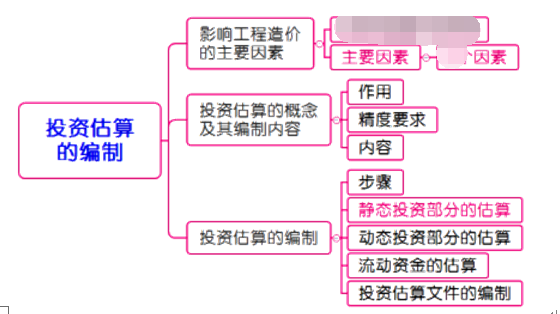 影响工程造价
的主要因素
主要因素
个因素
投资估算
的编制
投资估算的概念
及其编制内容
作用
精度要求
内容
投资估算的编制
步骤
静态投资部分的估算
动态投资部分的估算
流动资金的估算
投资估算文件的编制